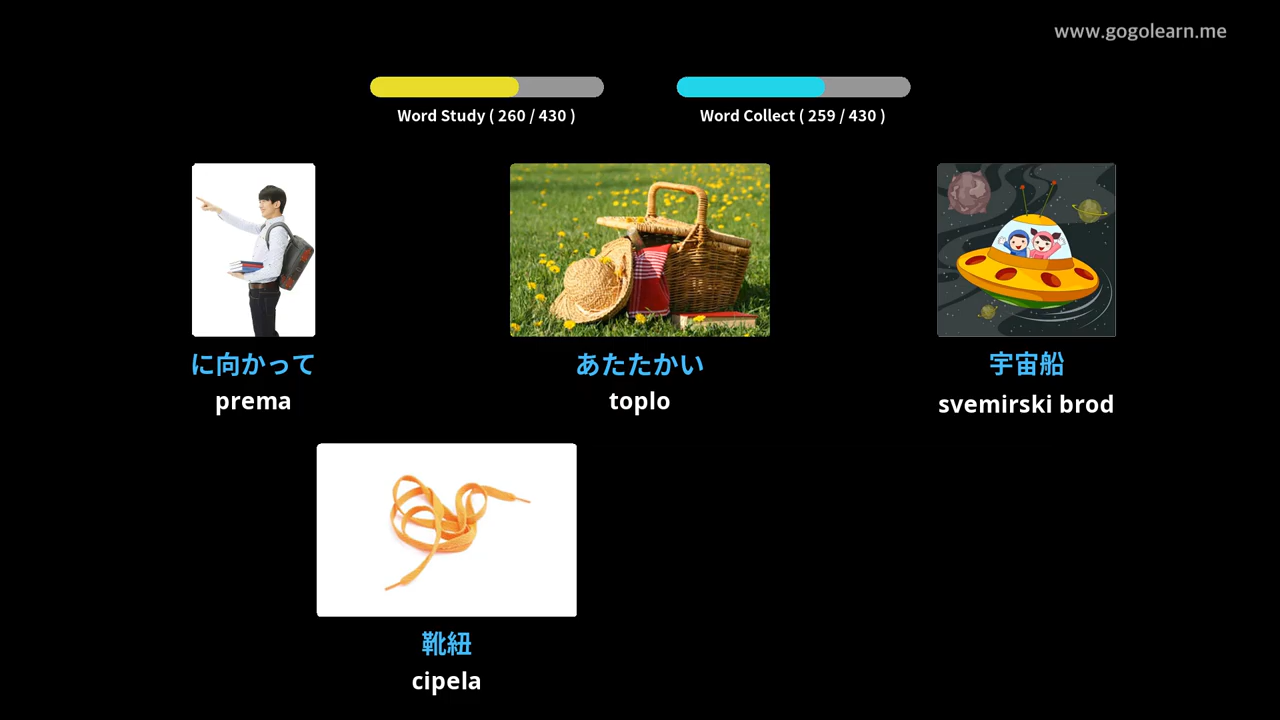 www.gogolearn.me
Word Study ( 260 / 430 )
Word Collect ( 259 / 430 )
に向かって
prema
あたたかい
toplo
宇宙船
svemirski brod
靴紐
cipela